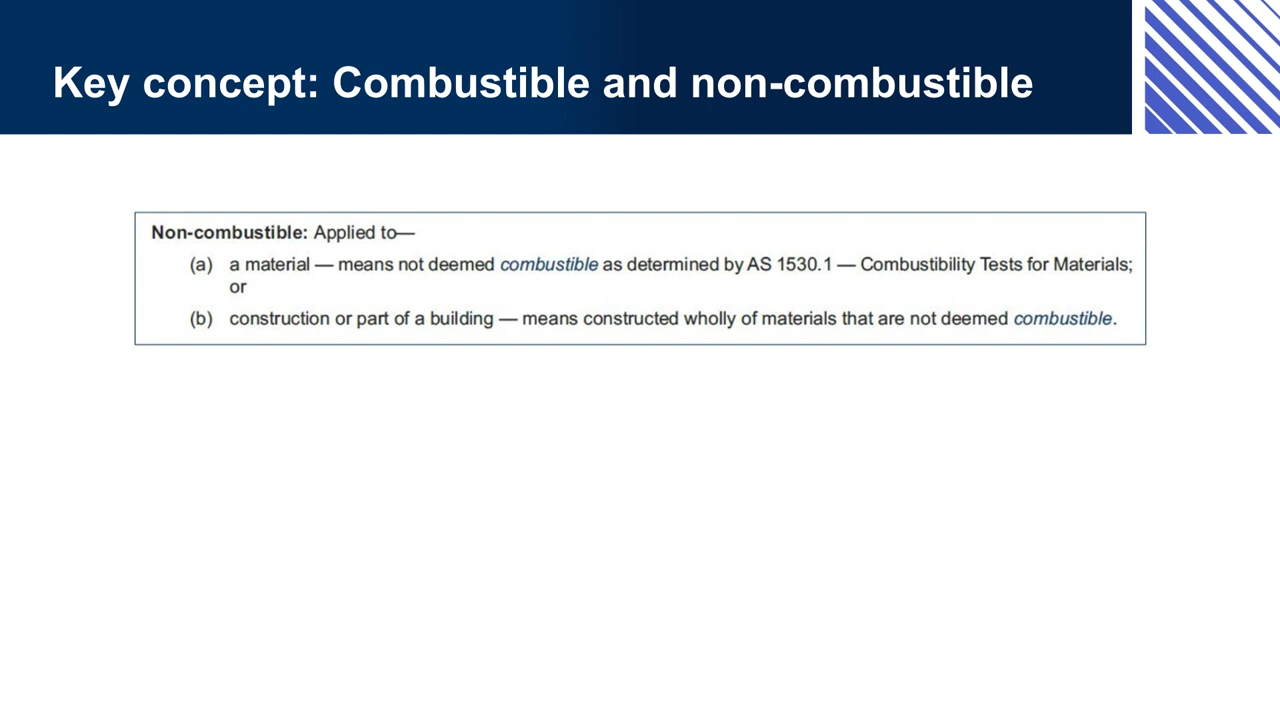 Key concept: Combustible and non-combustible
Non-combustible: Applied to—
(a) a material — means not deemed combustible as determined by AS 1530.1 — Combustibility Tests for Materials;
or
(b) construction or part of a building — means constructed wholly of materials that are not deemed combustible.